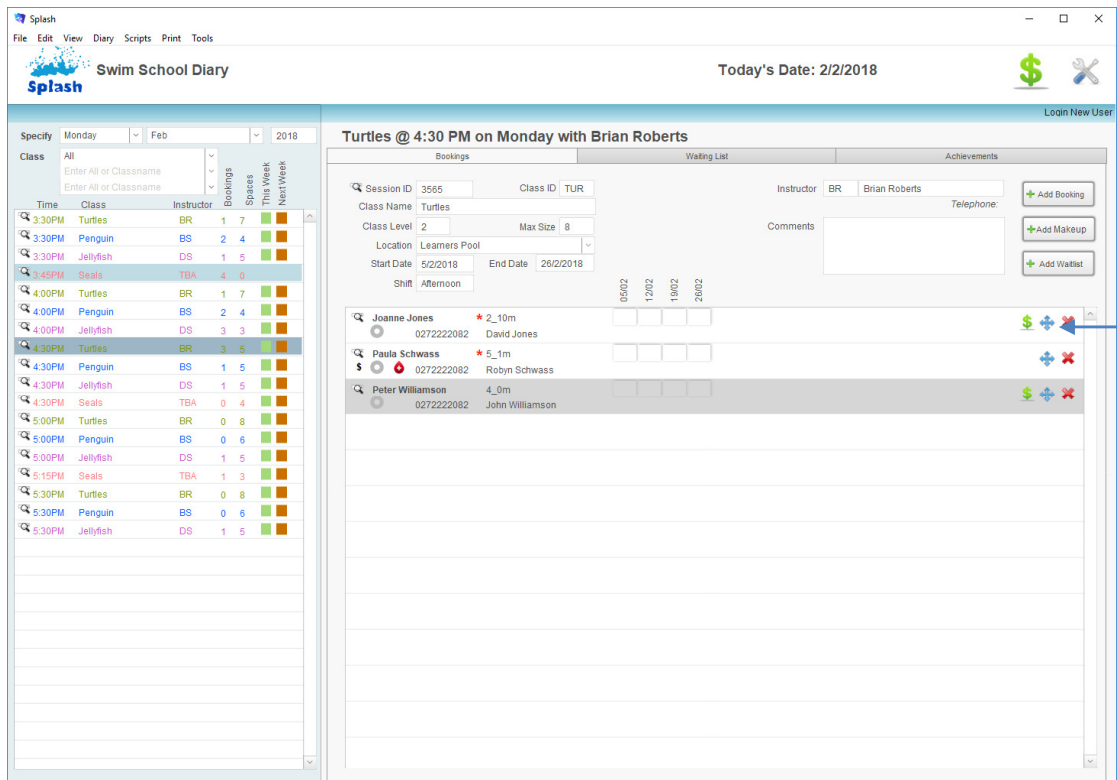 Splash
File Edit View Diary Scripts Print Tools
Splash
Swim School Diary
Today's Date: 2/2/2018
$
Login New User
Specify Monday Feb 2018
Class All
Enter All or Classname
Enter All or Classname
Time Class Instructor Bookings Spaces This Week Next Week
3:30PM Turtles BR 1 7
3:30PM Penguin BS 2 4
3:30PM Jellyfish DS 1 5
3:45PM Seals TBA 4 0
4:00PM Turtles BR 1 7
4:00PM Penguin BS 2 4
4:00PM Jellyfish DS 3 3
4:30PM Turtles BR 3 5
4:30PM Penguin BS 1 5
4:30PM Jellyfish DS 1 5
4:30PM Seals TBA 0 4
5:00PM Turtles BR 0 8
5:00PM Penguin BS 0 6
5:00PM Jellyfish DS 1 5
5:15PM Seals TBA 1 3
5:30PM Turtles BR 0 8
5:30PM Penguin BS 0 6
5:30PM Jellyfish DS 1 5
Turtles @ 4:30 PM on Monday with Brian Roberts
Bookings Waiting List Achievements
Session ID 3565 Class ID TUR Instructor BR Brian Roberts
Class Name Turtles Telephone:
Class Level 2 Max Size 8 Comments
Location Learners Pool
Start Date 5/2/2018 End Date 26/2/2018
Shift Afternoon
+ Add Booking
+Add Makeup
+ Add Waitlist
05/02 12/02 19/02 26/02
Joanne Jones * 2_10m $
0272222082 David Jones
Paula Schwass * 5_1m
$ 0272222082 Robyn Schwass
Peter Williamson 4_0m $
0272222082 John Williamson